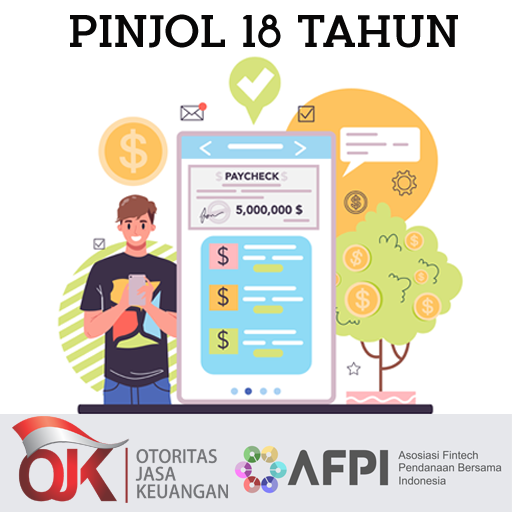 PINJOL 18 TAHUN
$
$ PAYCHECK $
5,000,000 $
$
$
$
$
$
$
$
$
$
OJK
OTORITAS
JASA
KEUANGAN
AFPI
Asosiasi Fintech
Pendanaan Bersama
Indonesia